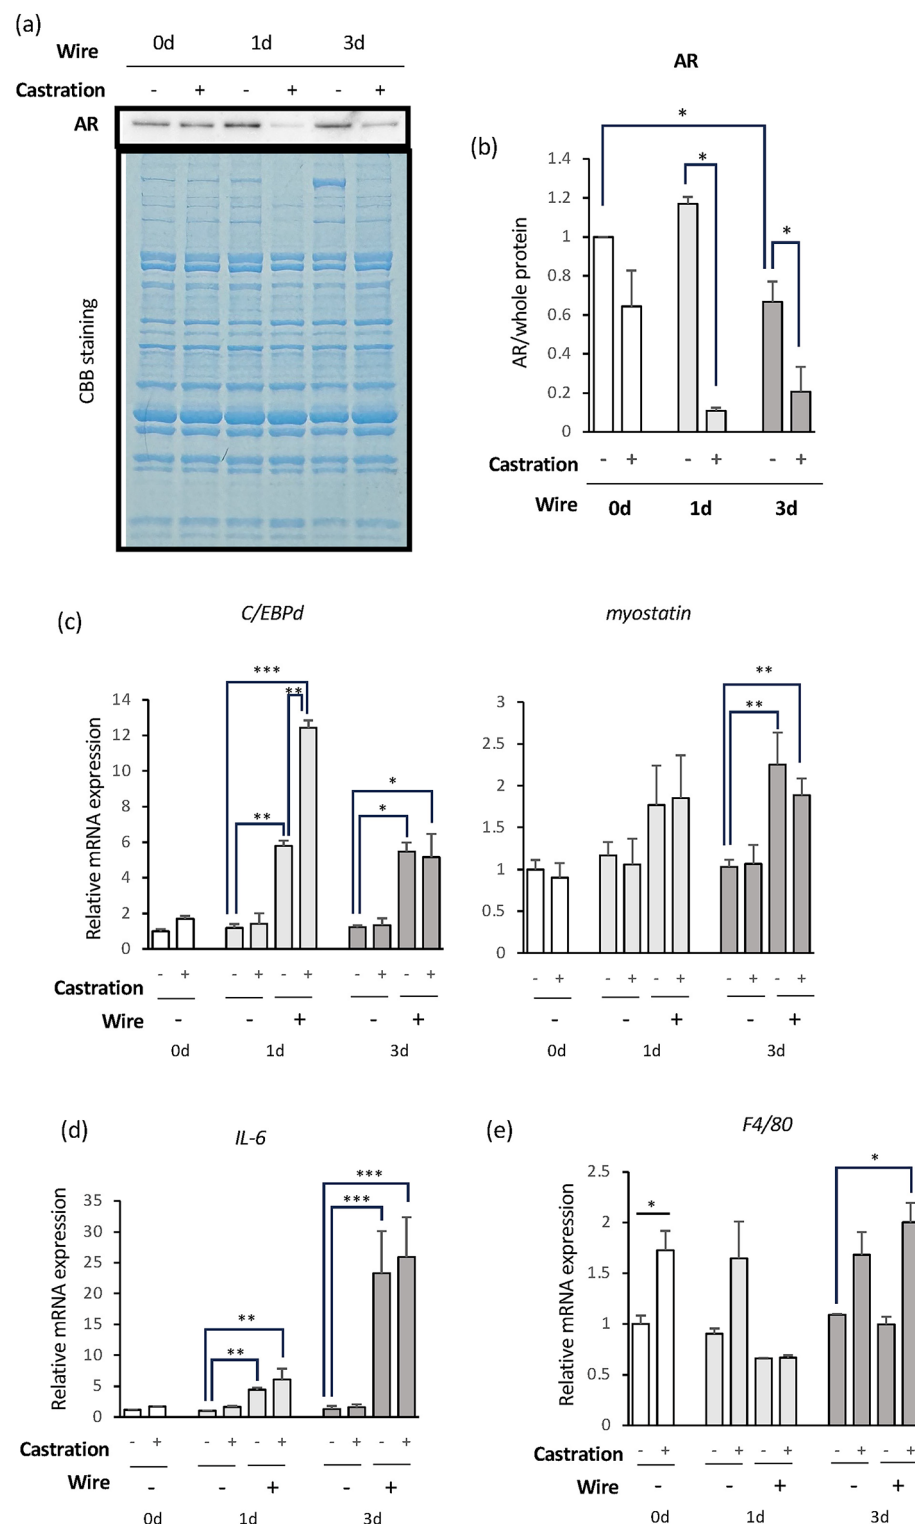 (a)
Wire 0d 1d 3d
Castration - + - + - +
AR
CBB staining
(b)
AR
*
*
*
AR/whole protein
1.4
1.2
1
0.8
0.6
0.4
0.2
0
Castration - + - + - +
Wire 0d 1d 3d
(c)
C/EBPd
Relative mRNA expression
14
12
10
8
6
4
2
0
***
**
**
*
*
- + - + - + - + - +
Castration
Wire - - + - +
0d 1d 3d
myostatin
3
2.5
2
1.5
1
0.5
0
**
**
- + - + - + - + - +
- - + - +
0d 1d 3d
(d)
IL-6
Relative mRNA expression
35
30
25
20
15
10
5
0
**
**
***
***
Castration - + - + - + - + - +
Wire - - + - +
0d 1d 3d
(e)
F4/80
Relative mRNA expression
2.5
2
1.5
1
0.5
0
*
*
Castration - + - + - + - + - +
Wire - - + - +
0d 1d 3d